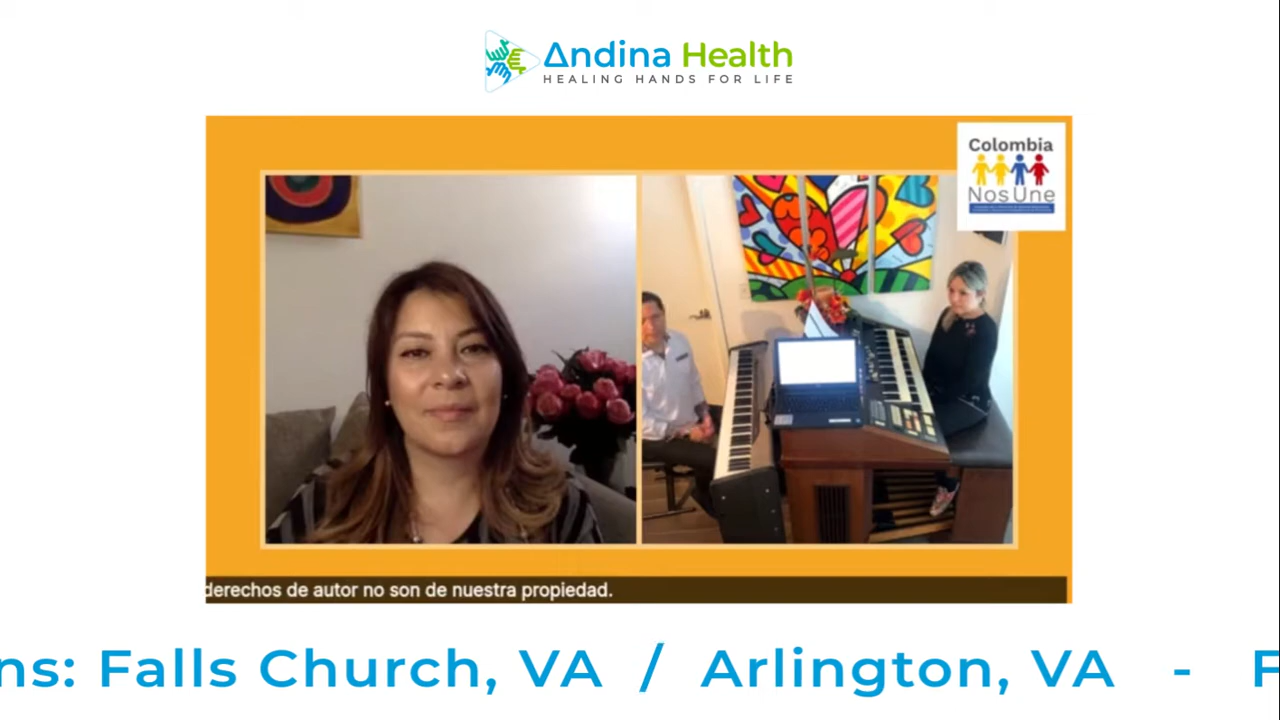 Andina Health
HEALING HANDS FOR LIFE
Colombia
NosUne
derechos de autor no son de nuestra propiedad.
ns: Falls Church, VA / Arlington, VA - F